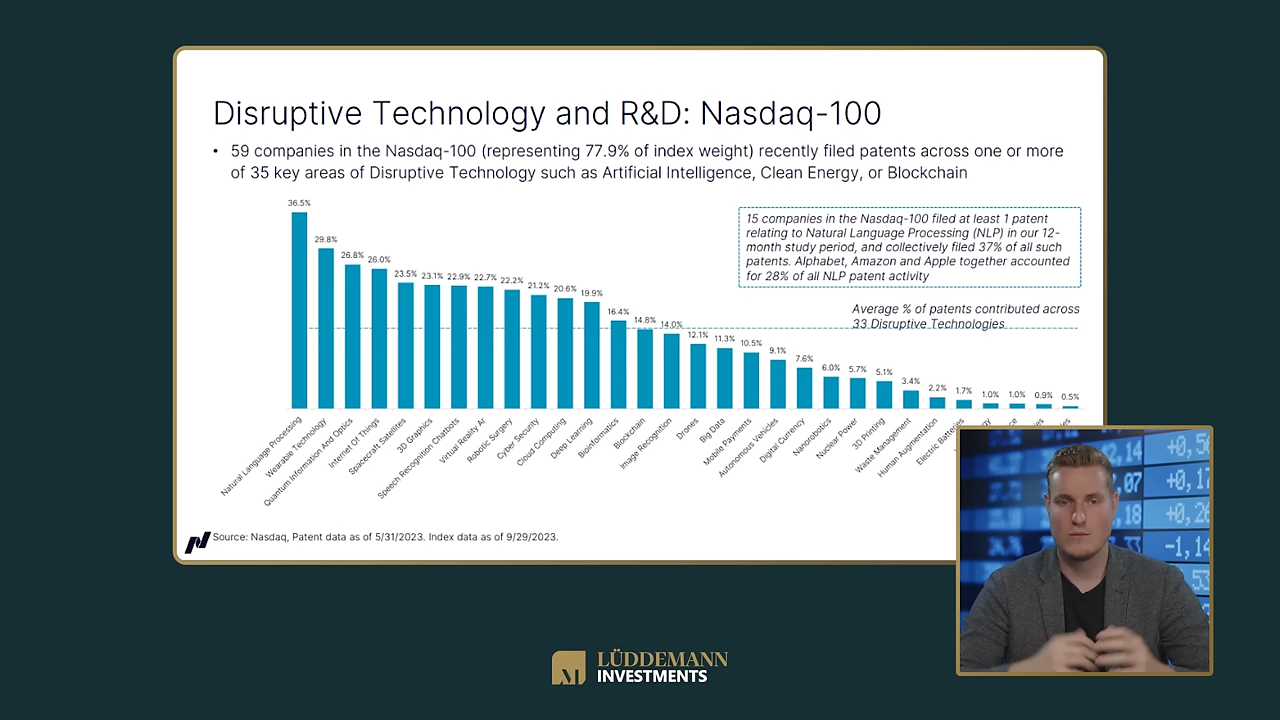 Disruptive Technology and R&D: Nasdaq-100
• 59 companies in the Nasdaq-100 (representing 77.9% of index weight) recently filed patents across one or more
of 35 key areas of Disruptive Technology such as Artificial Intelligence, Clean Energy, or Blockchain
15 companies in the Nasdaq-100 filed at least 1 patent
relating to Natural Language Processing (NLP) in our 12-
month study period, and collectively filed 37% of all such
patents. Alphabet, Amazon and Apple together accounted
for 28% of all NLP patent activity
Average % of patents contributed across
33 Disruptive Technologies
36.5%
29.8%
26.8%
26.0%
23.5%
23.1%
22.9%
22.7%
22.2%
21.2%
20.6%
19.9%
16.4%
14.8%
14.0%
12.1%
11.3%
10.5%
9.1%
7.6%
6.0%
5.7%
5.1%
3.4%
2.2%
1.7%
1.0%
1.0%
0.9%
0.5%
Natural Language Processing
Wearable Technology
Quantum Information And Optics
Internet Of Things
Spacecraft Satellites
3D Graphics
Speech Recognition Chatbots
Virtual Reality Ar
Robotic Surgery
Cyber Security
Cloud Computing
Deep Learning
Bioinformatics
Blockchain
Image Recognition
Drones
Big Data
Mobile Payments
Autonomous Vehicles
Digital Currency
Nanorobotics
Nuclear Power
3D Printing
Waste Management
Human Augmentation
Electric Batteries
Source: Nasdaq, Patent data as of 5/31/2023. Index data as of 9/29/2023.
LÜDDEMANN
INVESTMENTS